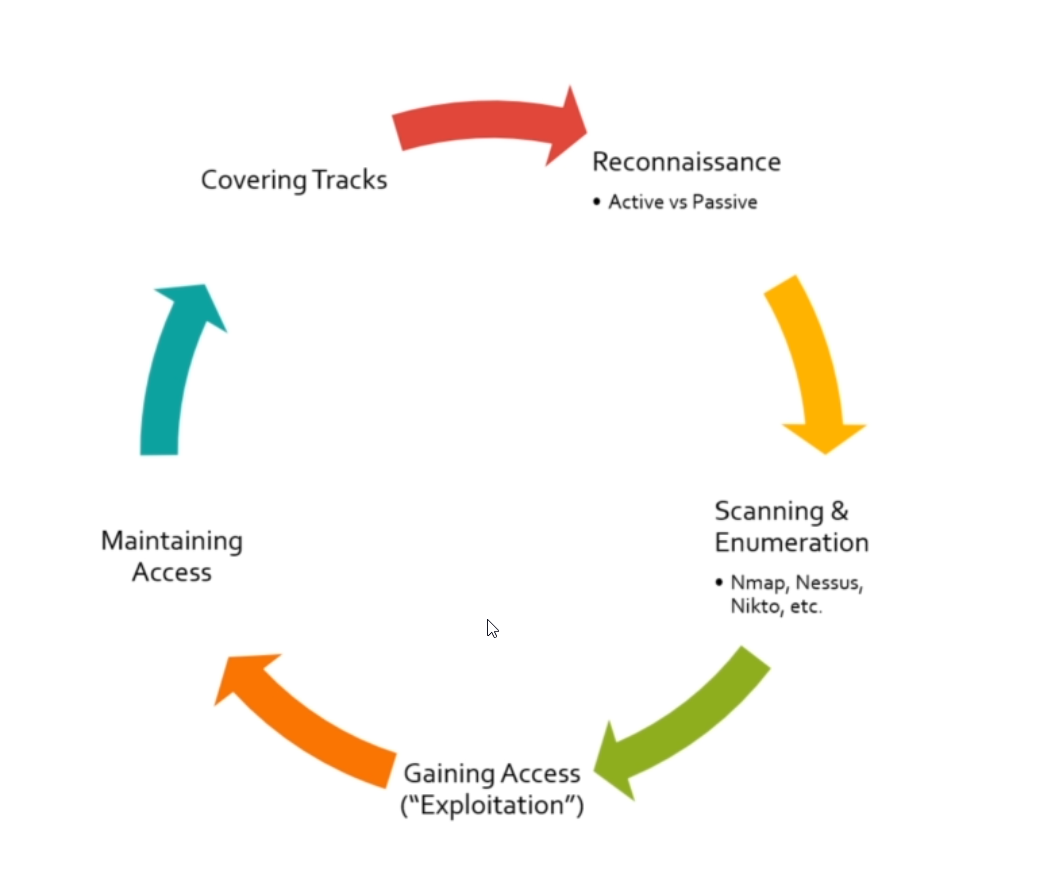 Covering Tracks
Reconnaissance
• Active vs Passive
Scanning &
Enumeration
• Nmap, Nessus,
Nikto, etc.
Gaining Access
(“Exploitation”)
Maintaining
Access